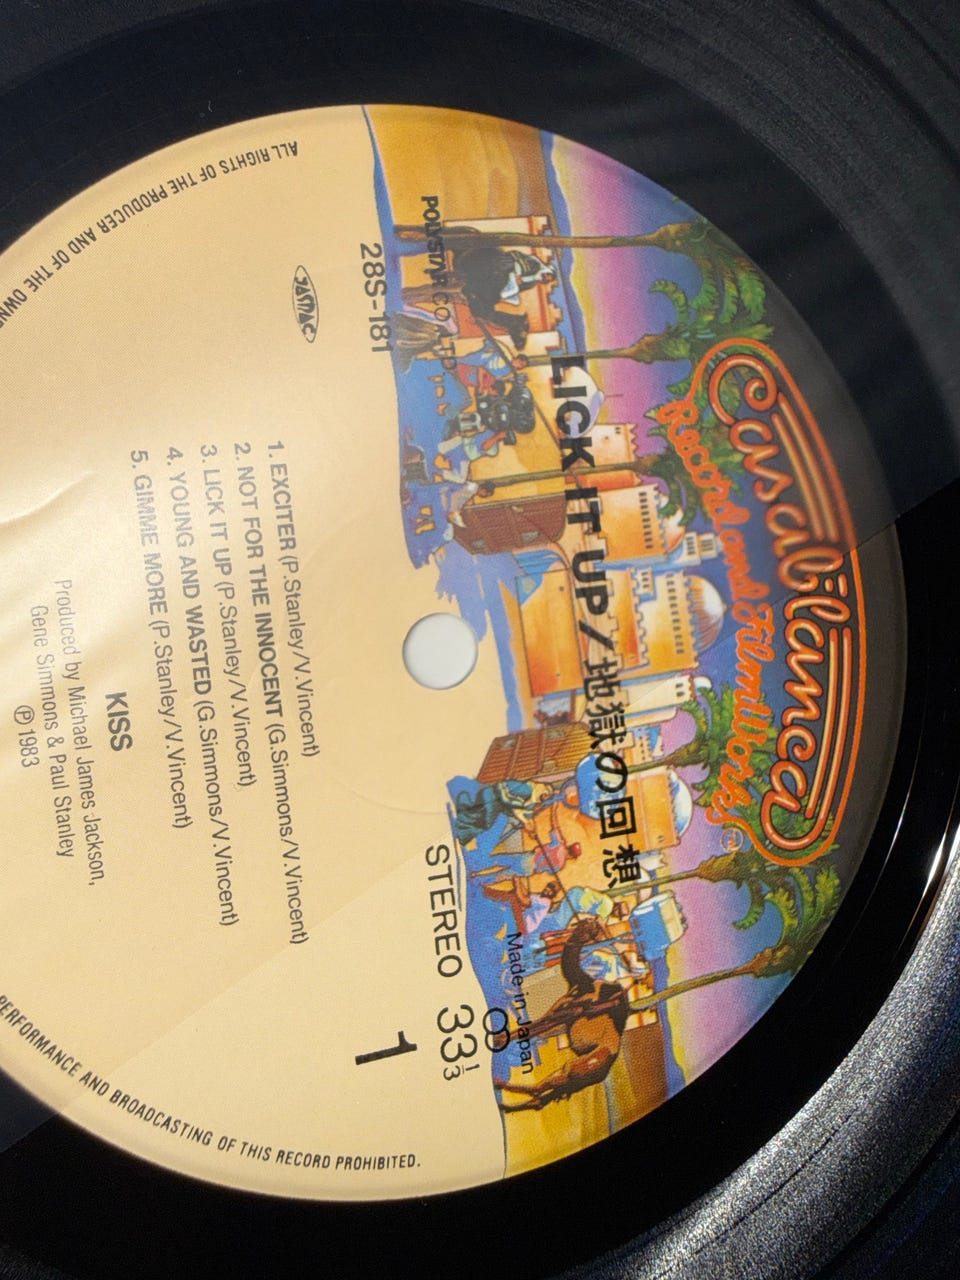 Casablanca
Record and FilmWorks
LICK IT UP/地獄の回想
POLYSTAR CO., LTD.
Made in Japan
28S-181
STEREO
8
33 1/3
1
JASRAC
1. EXCITER (P.Stanley/V.Vincent)
2. NOT FOR THE INNOCENT (G.Simmons/V.Vincent)
3. LICK IT UP (P.Stanley/V.Vincent)
4. YOUNG AND WASTED (G.Simmons/V.Vincent)
5. GIMME MORE (P.Stanley/V.Vincent)
KISS
Produced by Michael James Jackson,
Gene Simmons & Paul Stanley
Ⓟ1983
ALL RIGHTS OF THE PRODUCER AND OF THE
PERFORMANCE AND BROADCASTING OF THIS RECORD PROHIBITED.